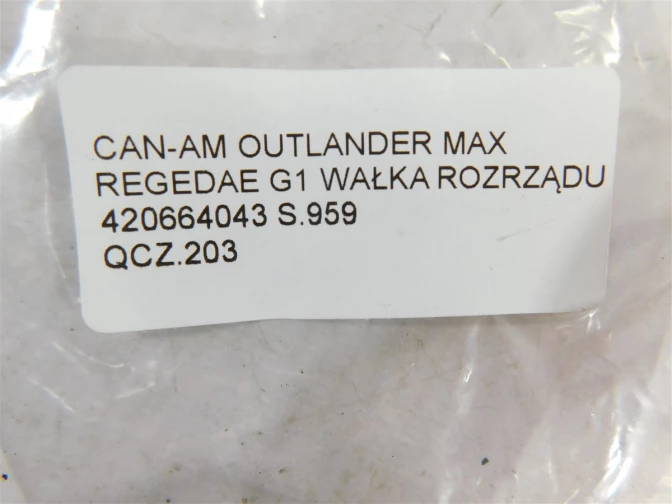 CAN-AM OUTLANDER MAX
REGEDAE G1 WAŁKA ROZRZĄDU
420664043 S.959
QCZ.203